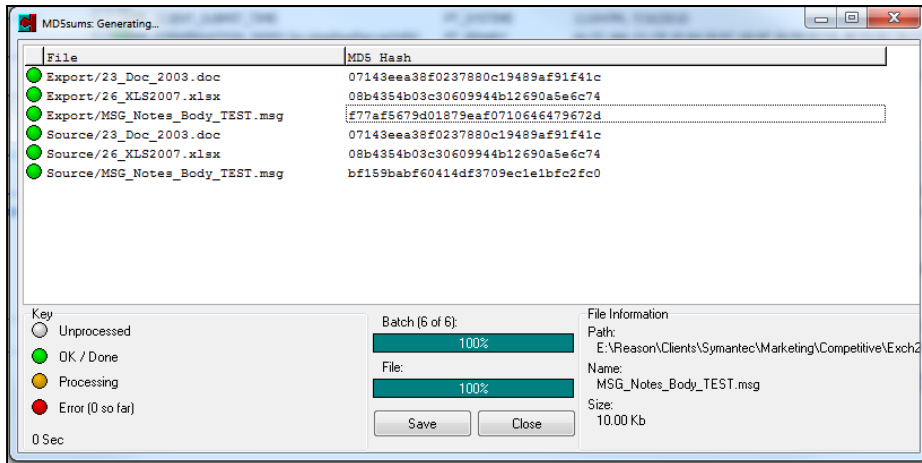 MD5sums: Generating...
File MD5 Hash
Export/23_Doc_2003.doc 07143eea38f0237880c19489af91f41c
Export/26_XLS2007.xlsx 08b4354b03c30609944b12690a5e6c74
Export/MSG_Notes_Body_TEST.msg f77af5679d01879eaf0710646479672d
Source/23_Doc_2003.doc 07143eea38f0237880c19489af91f41c
Source/26_XLS2007.xlsx 08b4354b03c30609944b12690a5e6c74
Source/MSG_Notes_Body_TEST.msg bf159babf60414df3709ec1e1bfc2fc0
Key
Unprocessed
OK / Done
Processing
Error (0 so far)
0 Sec
Batch (6 of 6):
100%
File:
100%
Save Close
File Information
Path:
E:\Reason\Clients\Symantec\Marketing\Competitive\Exch2
Name:
MSG_Notes_Body_TEST.msg
Size:
10.00 Kb